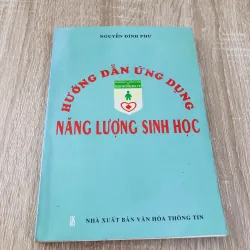 NGUYỄN ĐÌNH PHƯ
HƯỚNG DẪN ỨNG DỤNG
NĂNG LƯỢNG SINH HỌC
NHÀ XUẤT BẢN VĂN HÓA THÔNG TIN